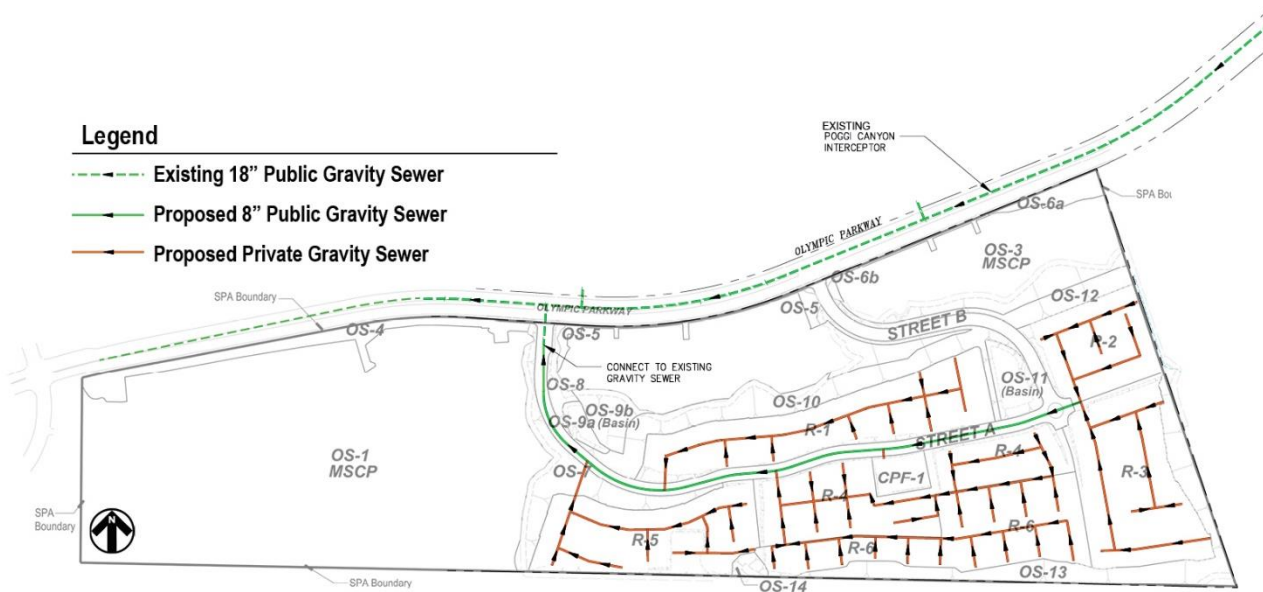 Legend
Existing 18" Public Gravity Sewer
Proposed 8" Public Gravity Sewer
Proposed Private Gravity Sewer
EXISTING
POGGI CANYON
INTERCEPTOR
OLYMPIC PARKWAY
SPA Bou
OS-6a
OS-3
MSCP
OS-6b
OS-5
OS-12
STREET B
R-2
SPA Boundary
OLYMPIC PARKWAY
OS-4
OS-5
CONNECT TO EXISTING
GRAVITY SEWER
OS-8
OS-9b
(Basin)
OS-9a
OS-10
OS-11
(Basin)
R-1
STREET A
OS-1
MSCP
OS-7
R-4
CPF-1
R-4
R-3
SPA
Boundary
N
R-5
R-6
R-6
OS-13
SPA Boundary
OS-14